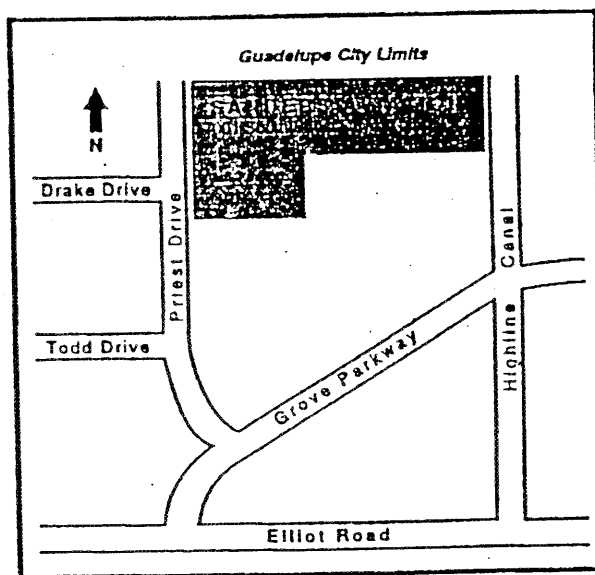 Guadelupe City Limits
N
Drake Drive
Priest Drive
Todd Drive
Grove Parkway
Highline Canal
Elliot Road